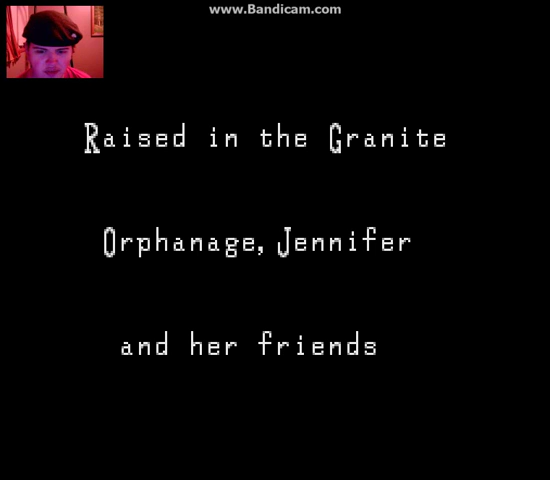 www.Bandicam.com
Raised in the Granite
Orphanage, Jennifer
and her friends